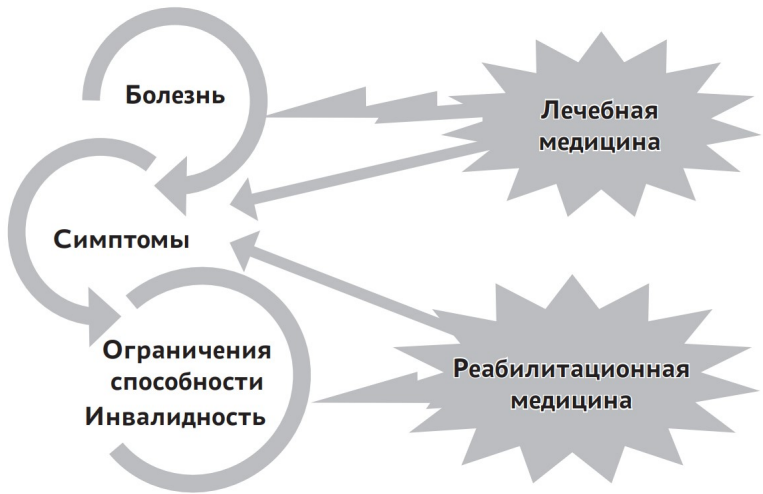 Болезнь
Лечебная
медицина
Симптомы
Ограничения
способности
Инвалидность
Реабилитационная
медицина